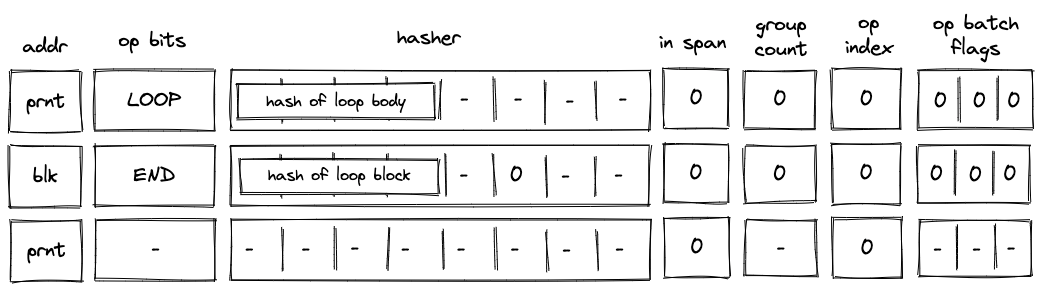 addr op bits hasher in span group count op index op batch flags
prnt LOOP hash of loop body - - - - 0 0 0 0 0 0
blk END hash of loop block - 0 - - 0 0 0 0 0 0
prnt - - - - - - - - - 0 - 0 - - -